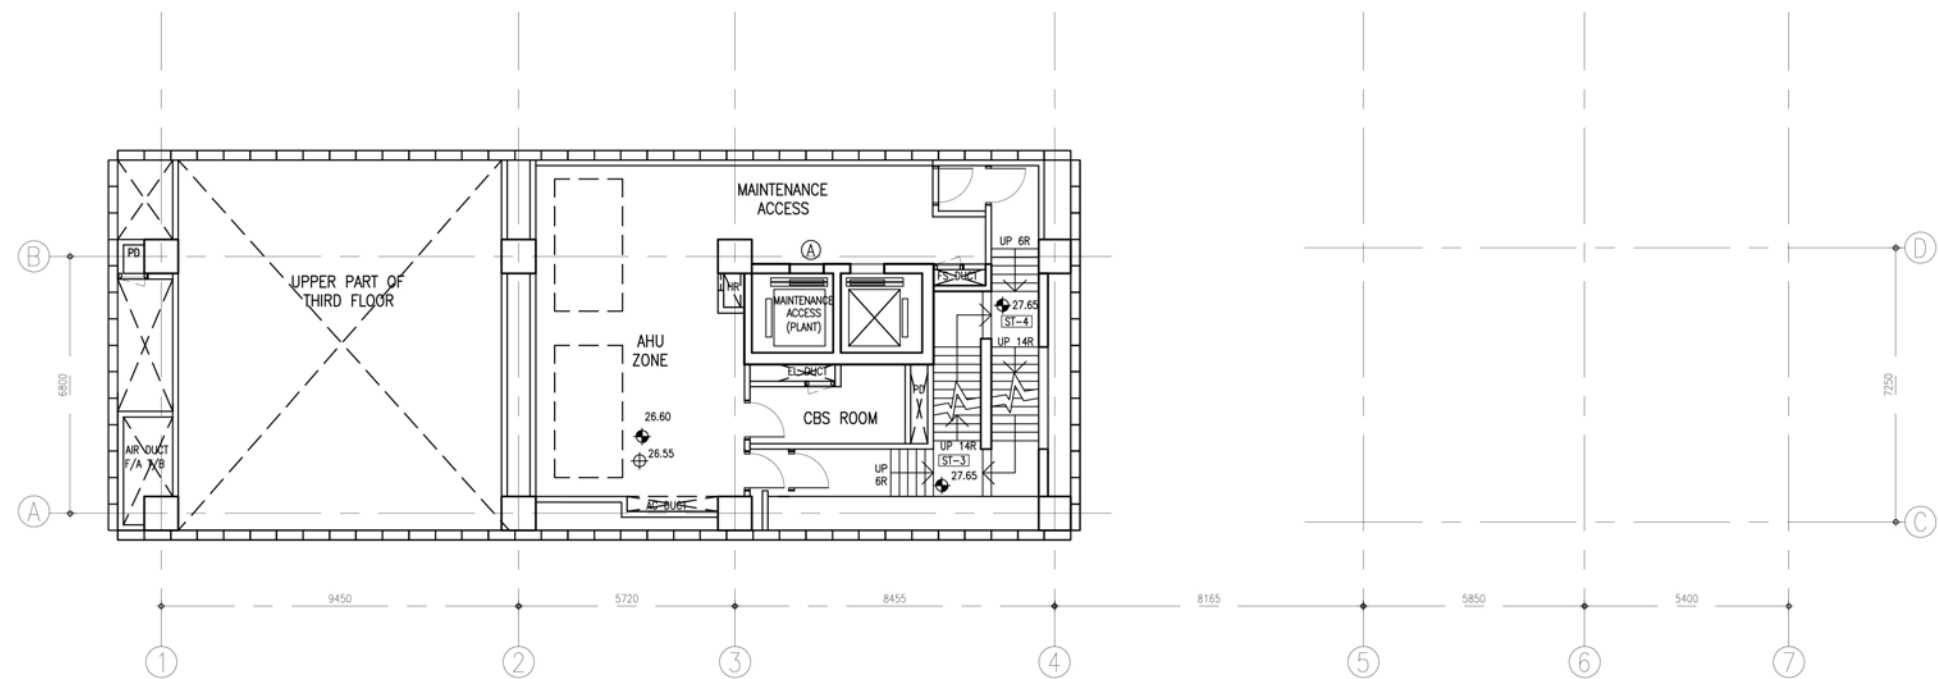 MAINTENANCE
ACCESS
B
PD
UPPER PART OF
THIRD FLOOR
A
UP 6R
D
FS DUCT
HR
MAINTENANCE
ACCESS
(PLANT)
27.65
ST-4
AHU
ZONE
UP 14R
6800
7250
EL DUCT
PD
CBS ROOM
26.60
26.55
AIR DUCT
F/A T/B
UP 14R
ST-3
UP
6R
27.65
AC DUCT
A
C
9450
5720
8455
8165
5850
5400
1
2
3
4
5
6
7